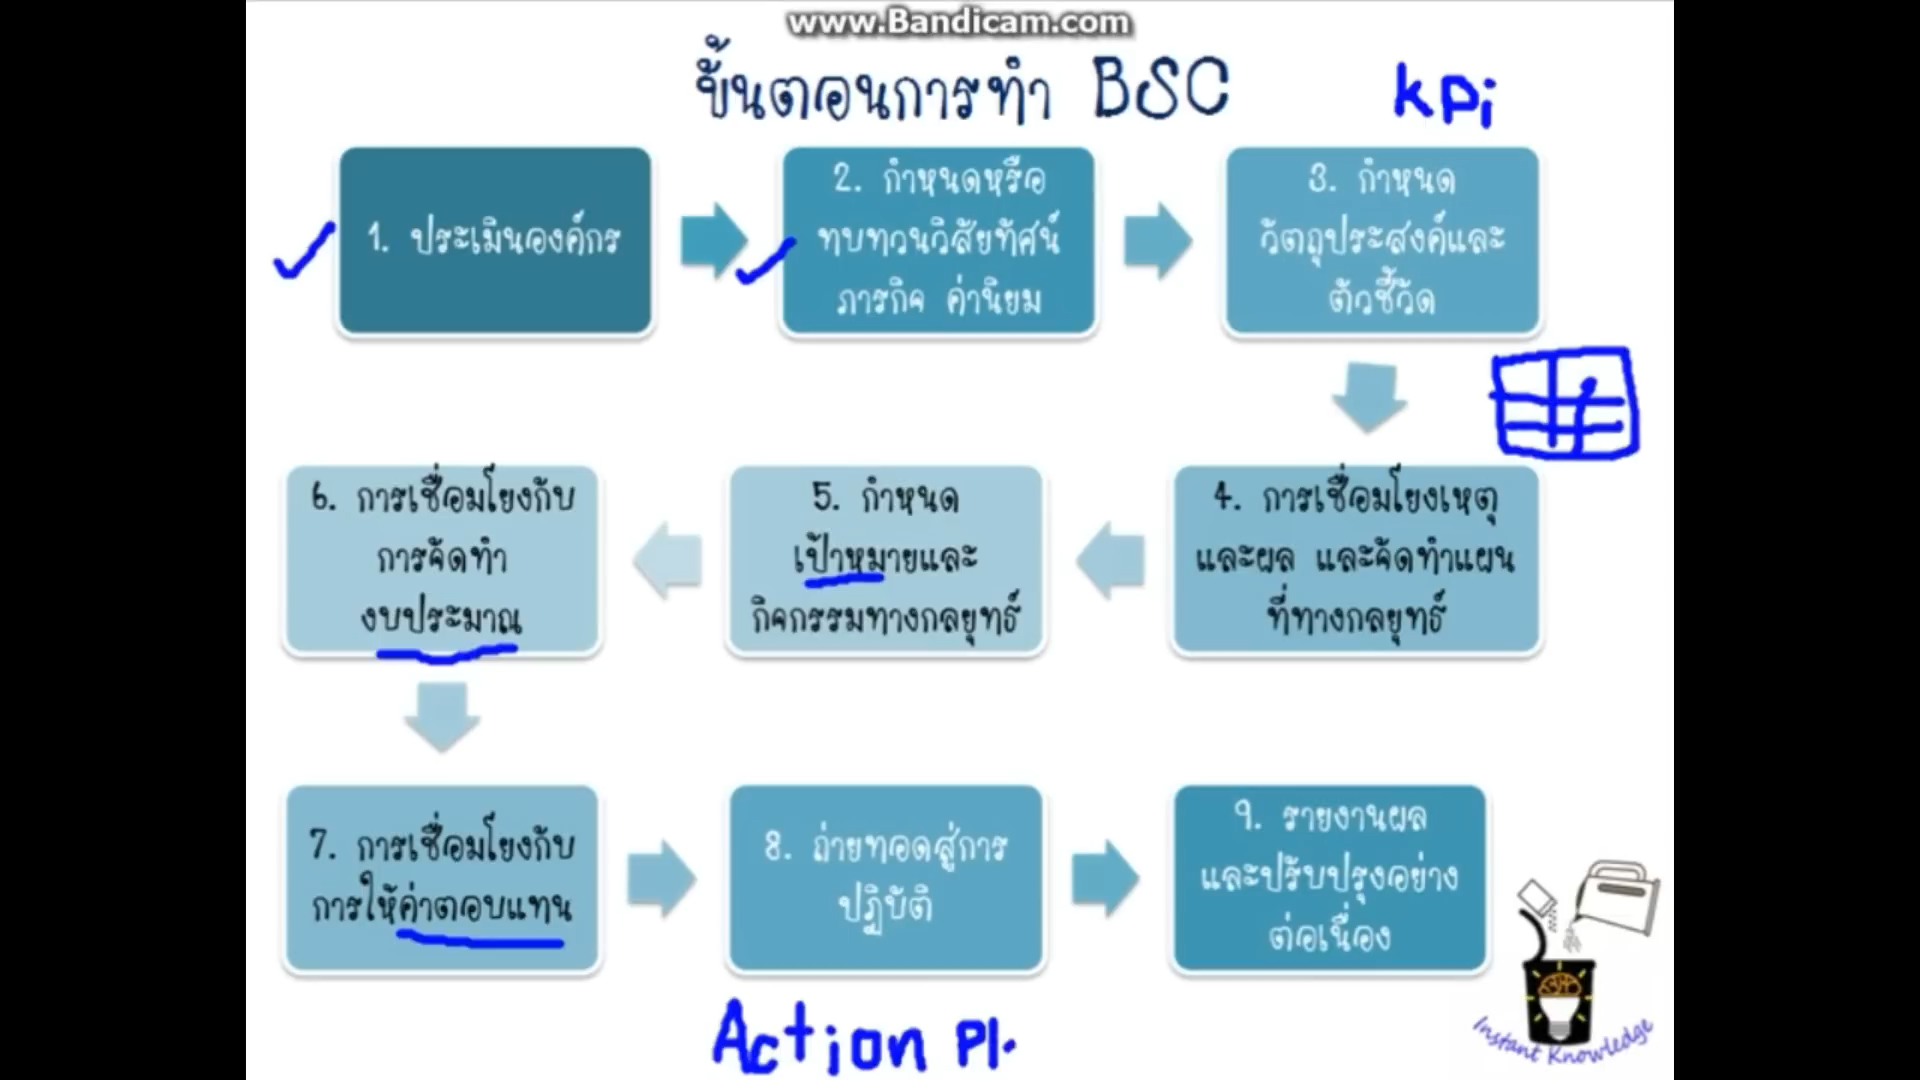 www.Bandicam.com
ขั้นตอนการทำ BSC
kpi
1. ประเมินองค์กร
2. กำหนดหรือ
ทบทวนวิสัยทัศน์
ภารกิจ ค่านิยม
3. กำหนด
วัตถุประสงค์และ
ตัวชี้วัด
4. การเชื่อมโยงเหตุ
และผล และจัดทำแผน
ที่ทางกลยุทธ์
5. กำหนด
เป้าหมายและ
กิจกรรมทางกลยุทธ์
6. การเชื่อมโยงกับ
การจัดทำ
งบประมาณ
7. การเชื่อมโยงกับ
การให้ค่าตอบแทน
8. ถ่ายทอดสู่การ
ปฏิบัติ
9. รายงานผล
และปรับปรุงอย่าง
ต่อเนื่อง
Action Pl.
Instant Knowledge